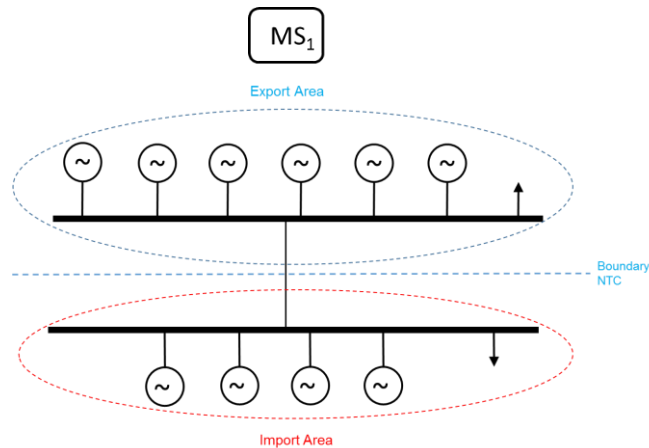 MS₁
Export Area
~ ~ ~ ~ ~ ~
Boundary
NTC
~ ~ ~ ~
Import Area